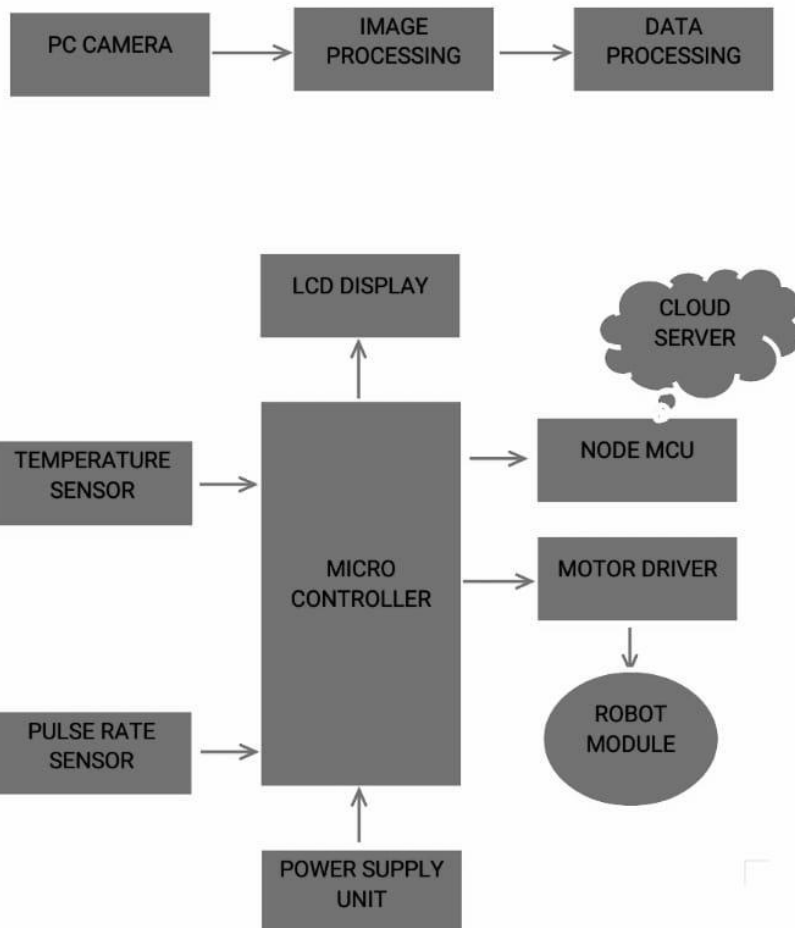 PC CAMERA
IMAGE
PROCESSING
DATA
PROCESSING
LCD DISPLAY
CLOUD
SERVER
TEMPERATURE
SENSOR
NODE MCU
MICRO
CONTROLLER
MOTOR DRIVER
PULSE RATE
SENSOR
ROBOT
MODULE
POWER SUPPLY
UNIT